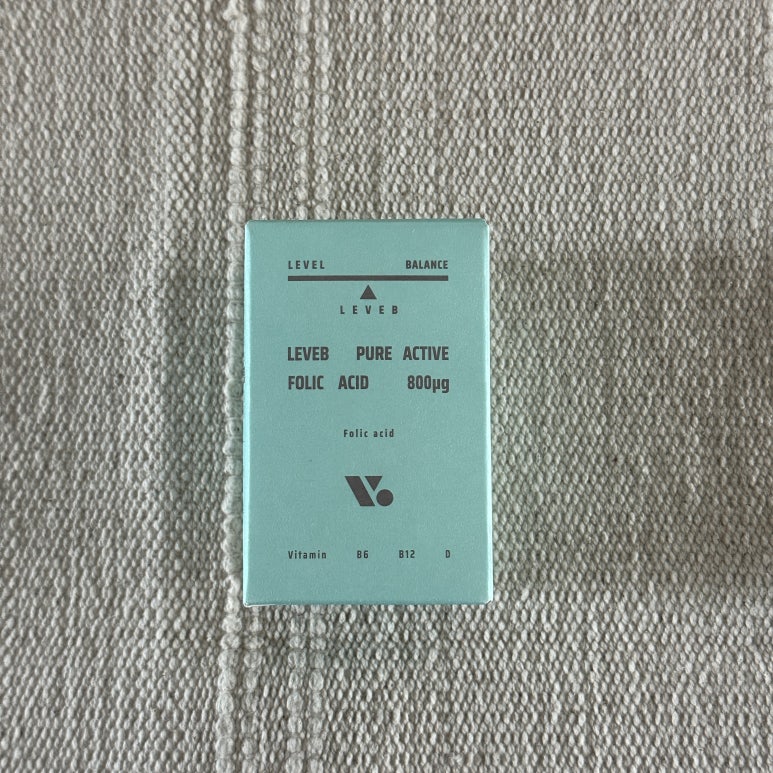 LEVEL BALANCE
LEVEB
LEVEB PURE ACTIVE
FOLIC ACID 800μg
Folic acid
Vitamin B6 B12 D